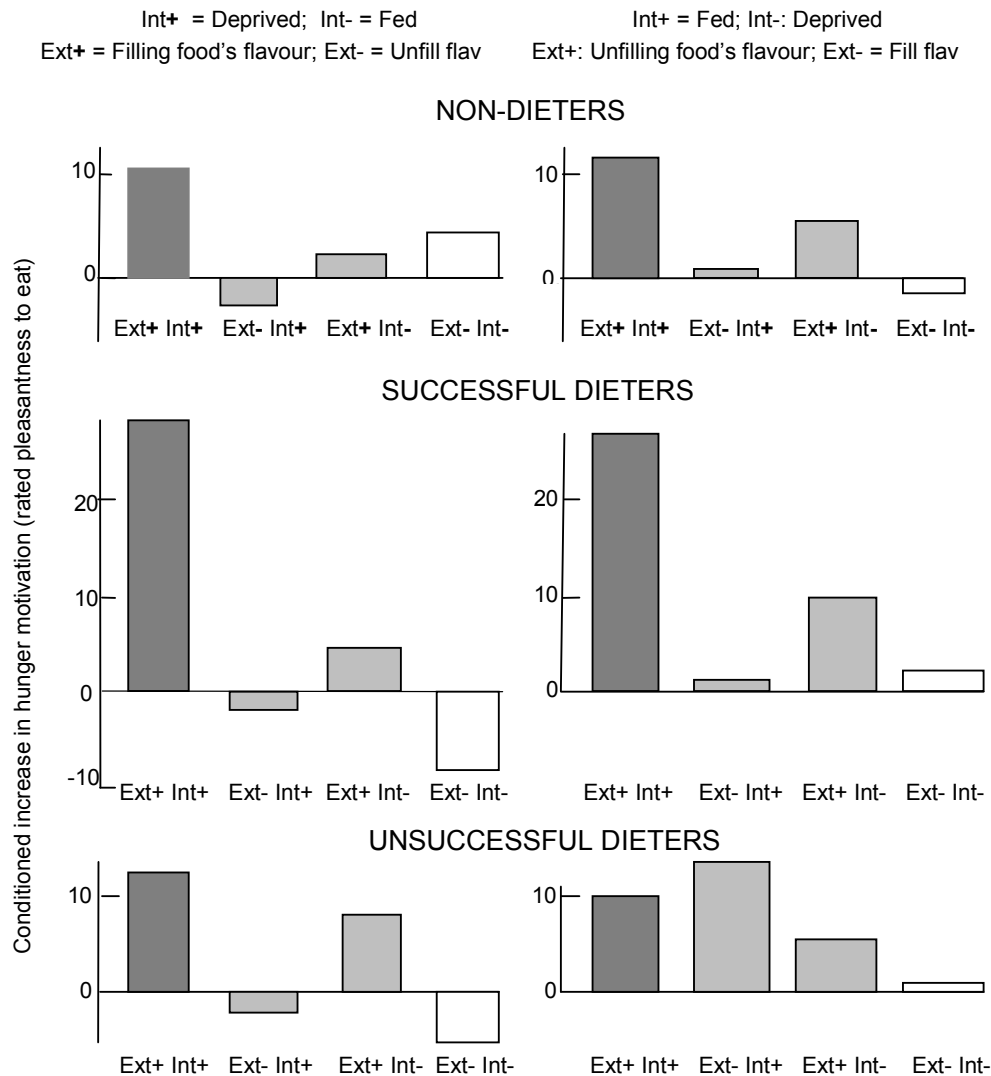 Int+ = Deprived; Int- = Fed
Ext+ = Filling food's flavour; Ext- = Unfill flav
Int+ = Fed; Int-: Deprived
Ext+: Unfilling food's flavour; Ext- = Fill flav
NON-DIETERS
10
0
Ext+ Int+ Ext- Int+ Ext+ Int- Ext- Int-
10
0
Ext+ Int+ Ext- Int+ Ext+ Int- Ext- Int-
Conditioned increase in hunger motivation (rated pleasantness to eat)
SUCCESSFUL DIETERS
20
10
0
-10
Ext+ Int+ Ext- Int+ Ext+ Int- Ext- Int-
20
10
0
Ext+ Int+ Ext- Int+ Ext+ Int- Ext- Int-
UNSUCCESSFUL DIETERS
10
0
Ext+ Int+ Ext- Int+ Ext+ Int- Ext- Int-
10
0
Ext+ Int+ Ext- Int+ Ext+ Int- Ext- Int-